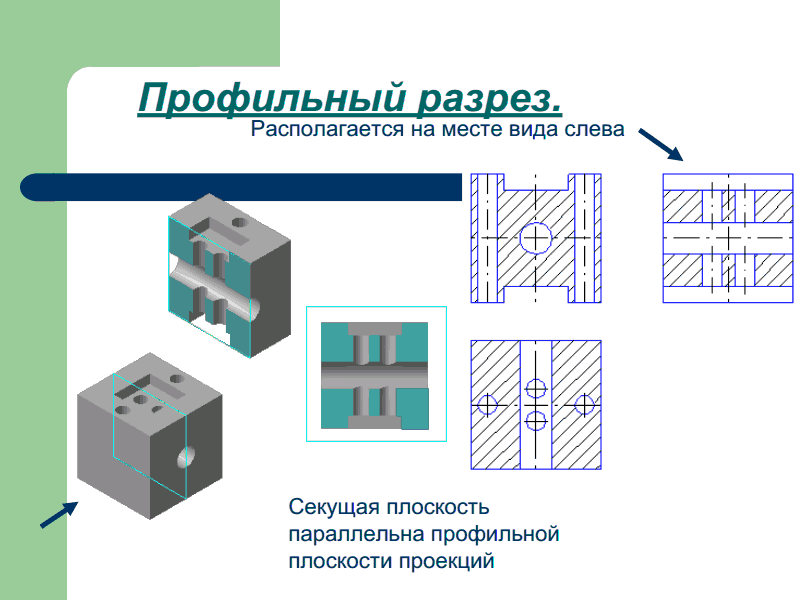 Профильный разрез.
Располагается на месте вида слева
Секущая плоскость
параллельна профильной
плоскости проекций